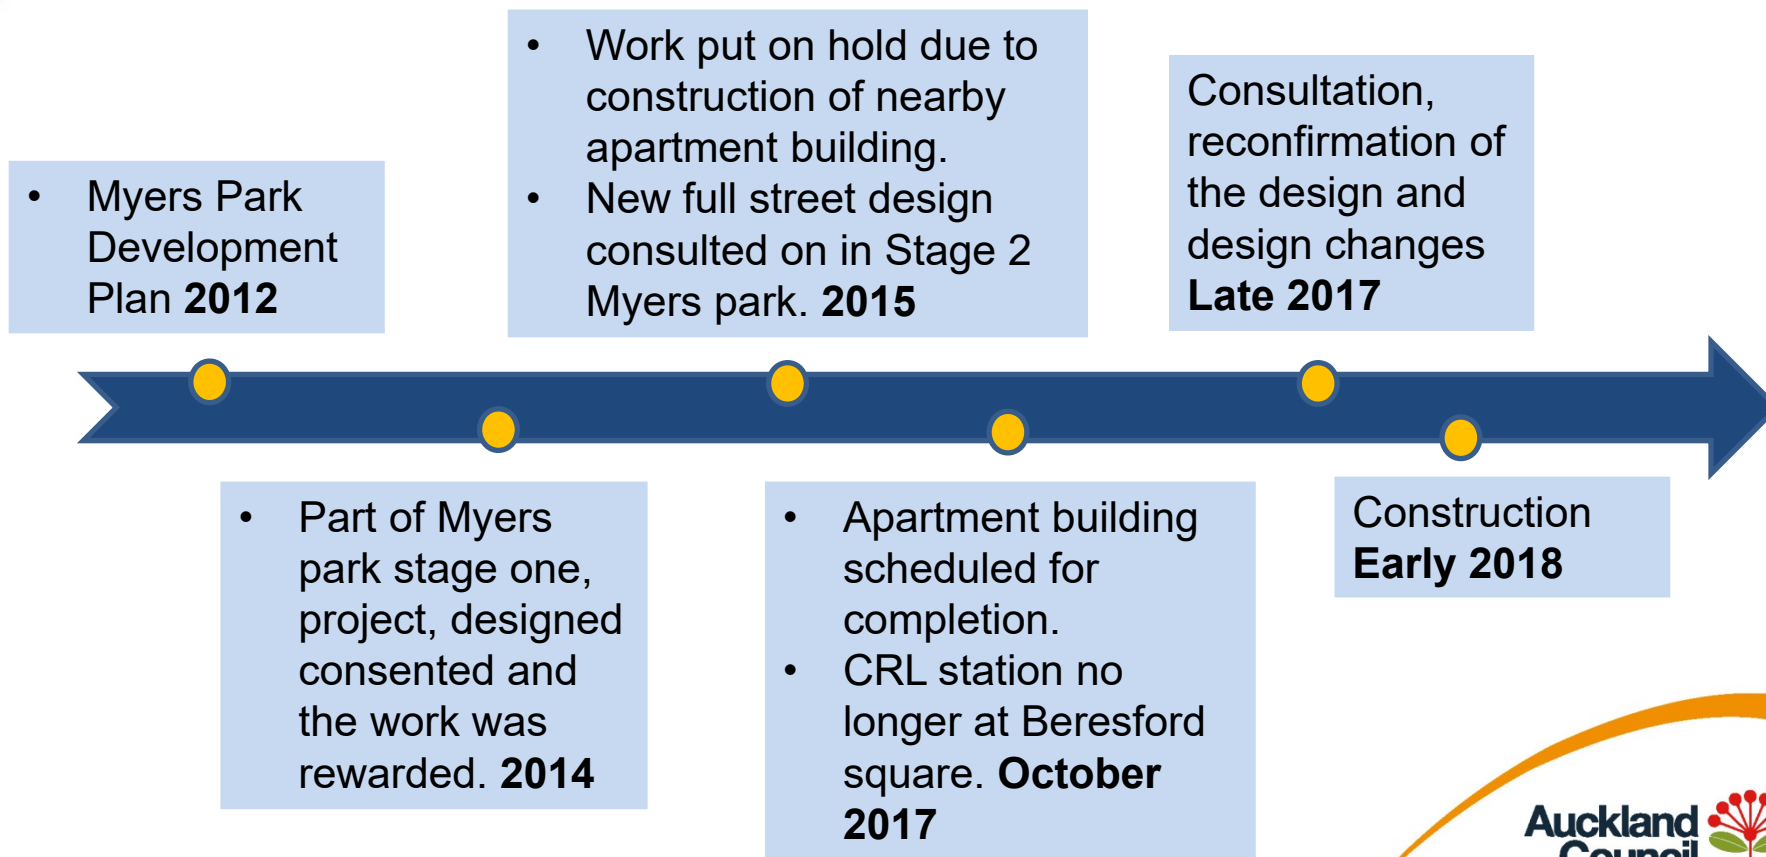 • Myers Park
Development
Plan 2012
• Work put on hold due to
construction of nearby
apartment building.
• New full street design
consulted on in Stage 2
Myers park. 2015
Consultation,
reconfirmation of
the design and
design changes
Late 2017
• Part of Myers
park stage one,
project, designed
consented and
the work was
rewarded. 2014
• Apartment building
scheduled for
completion.
• CRL station no
longer at Beresford
square. October
2017
Construction
Early 2018
Auckland
Council